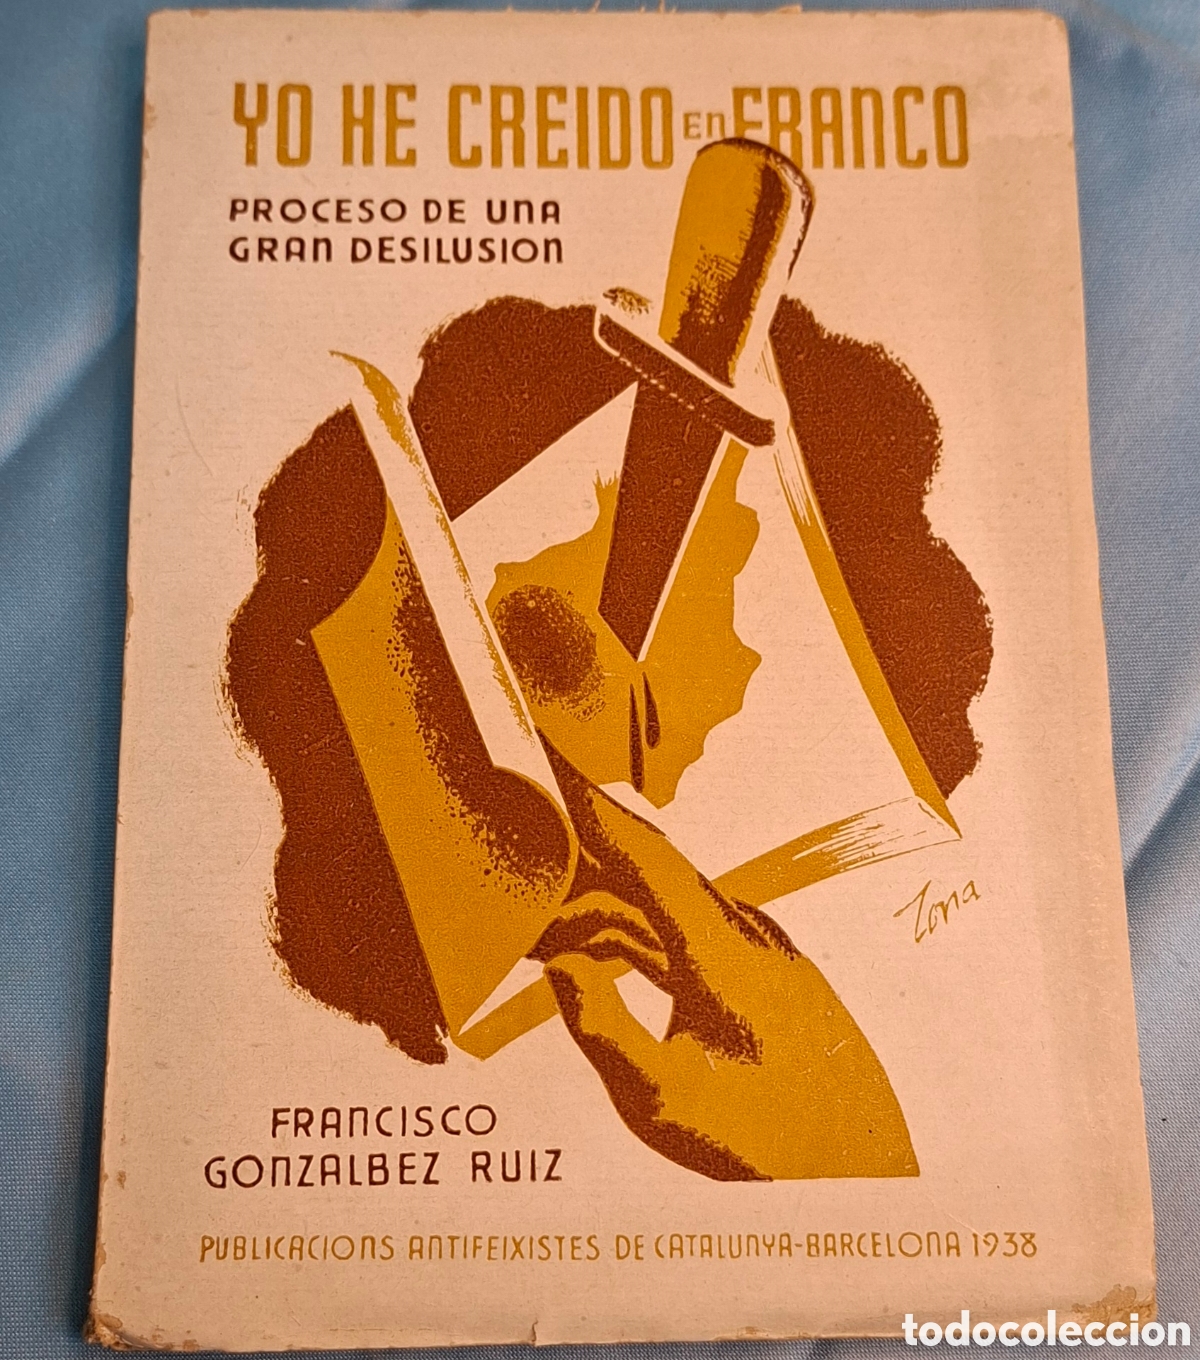 YO HE CREIDO en FRANCO
PROCESO DE UNA
GRAN DESILUSION
Zona
FRANCISCO
GONZALBEZ RUIZ
PUBLICACIONS ANTIFEIXISTES DE CATALUNYA-BARCELONA 1938
todocoleccion